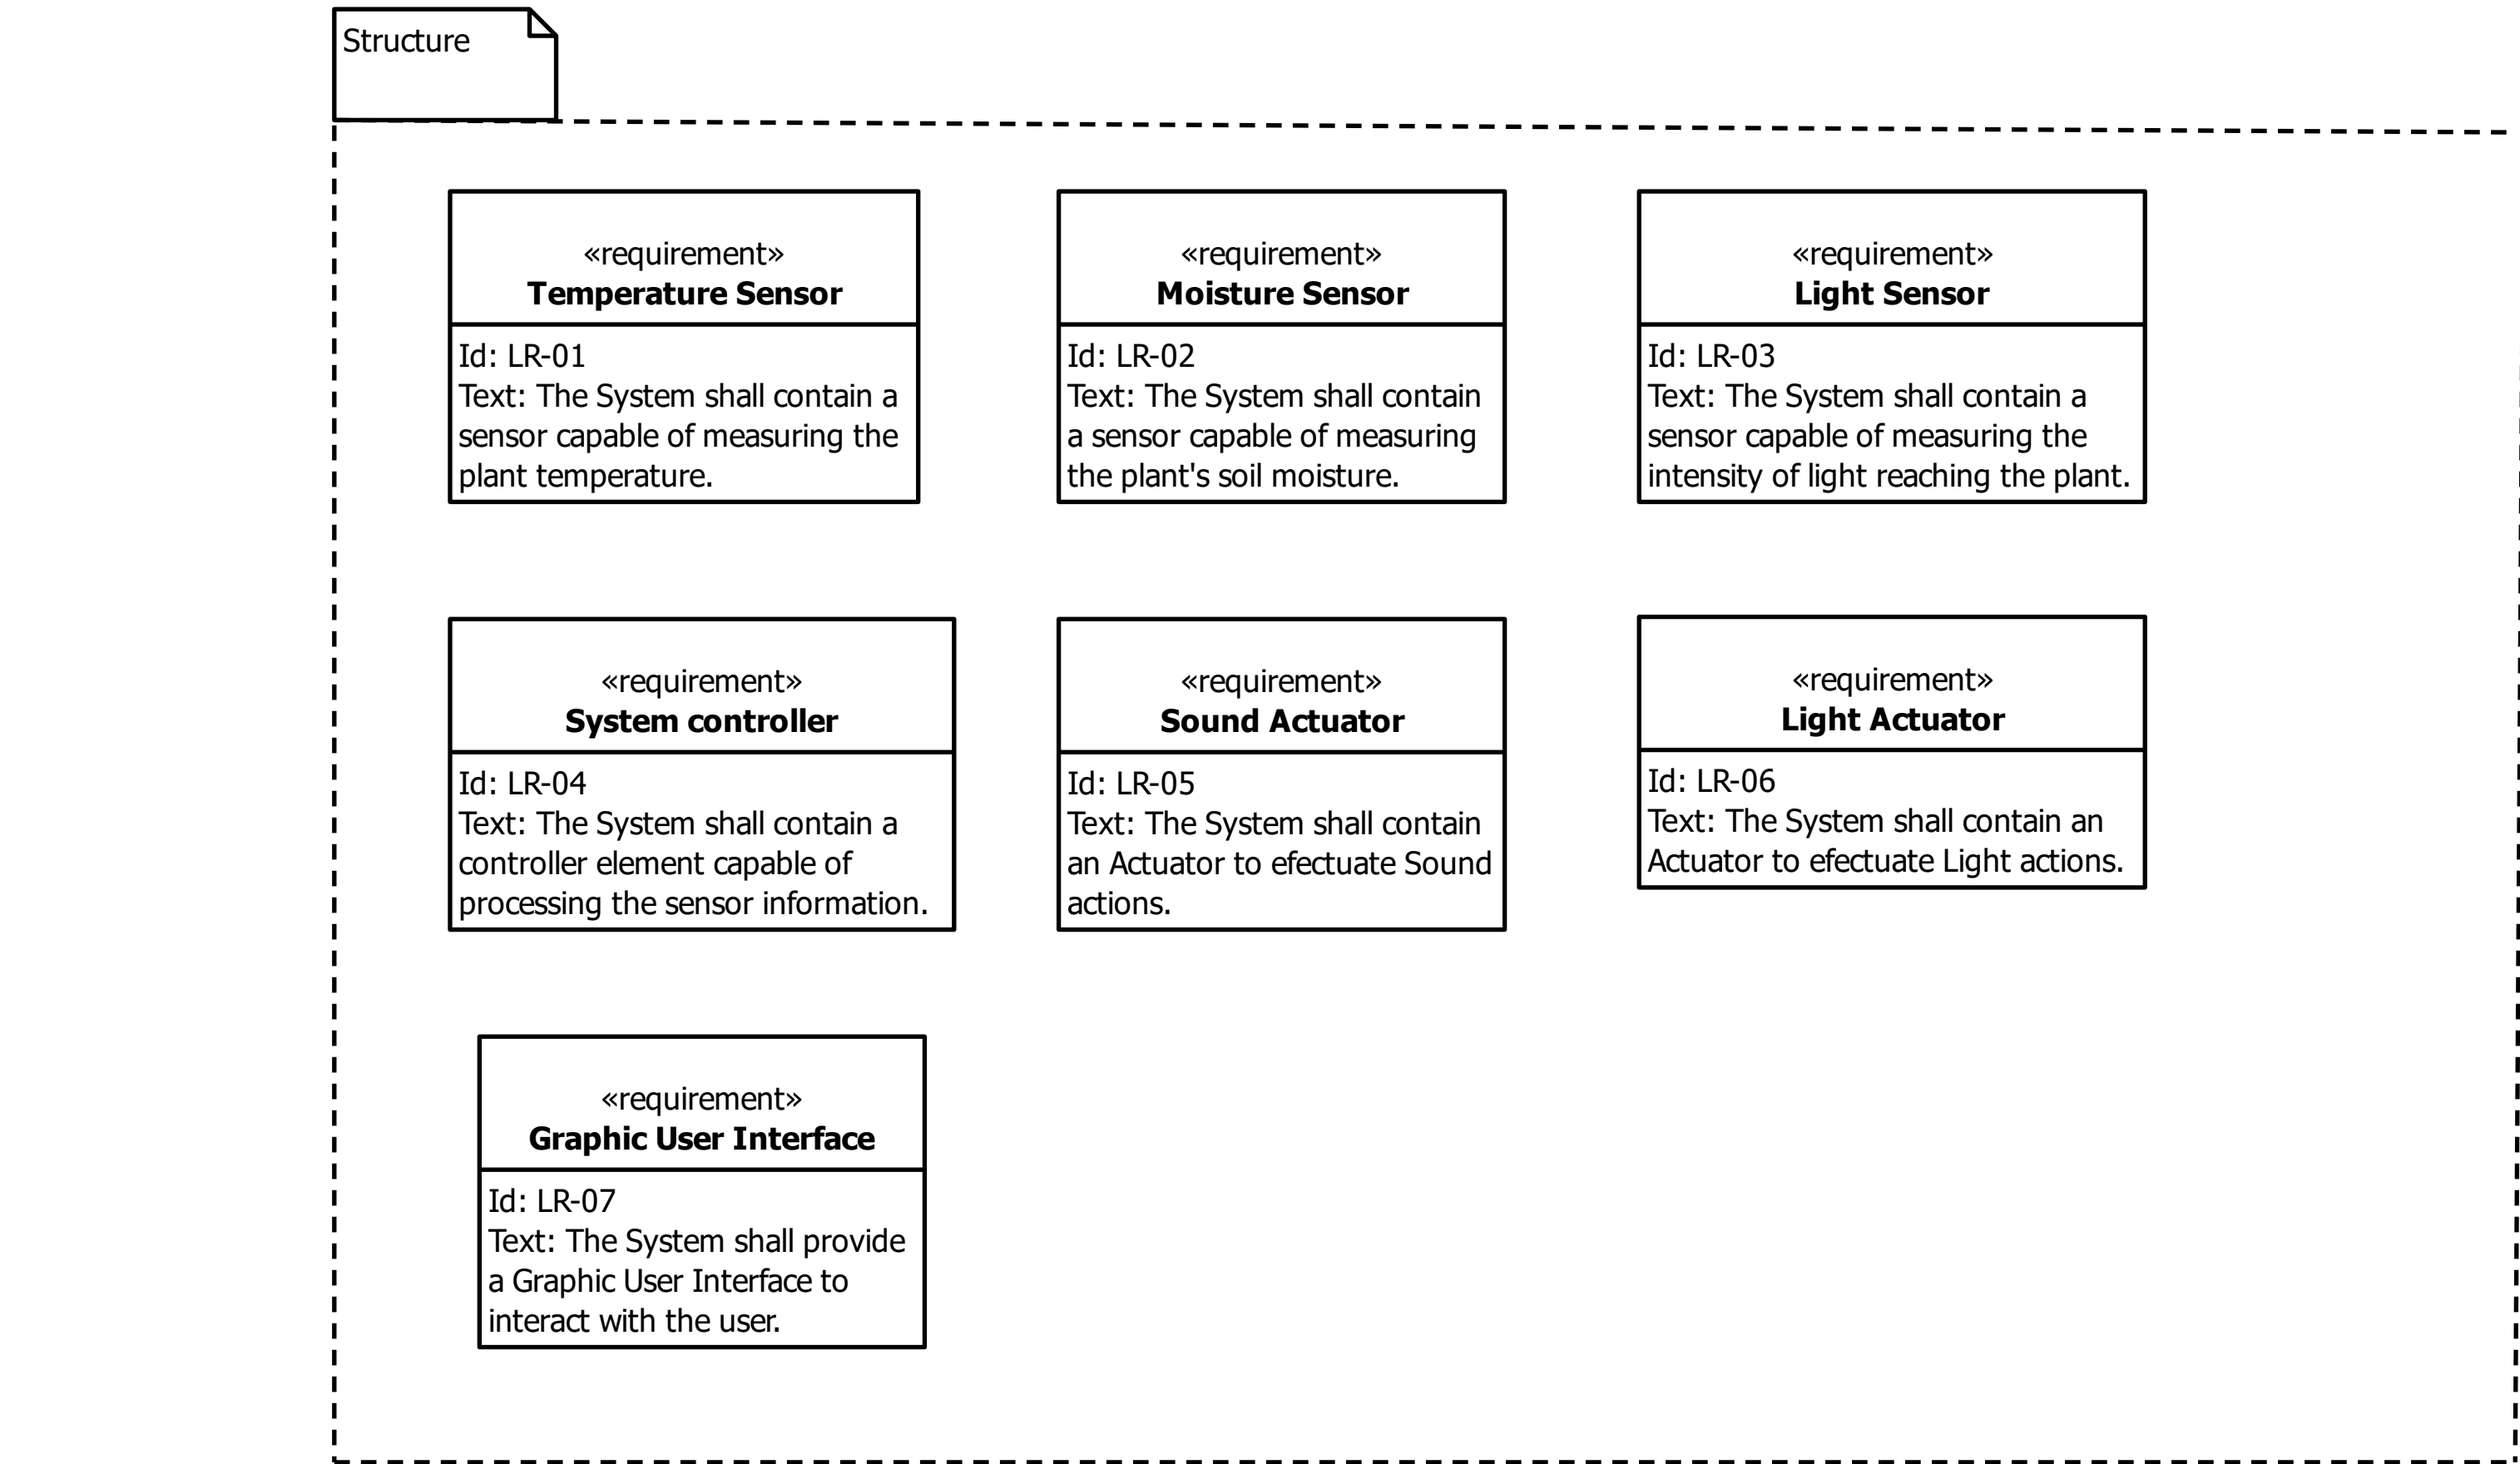 Structure
«requirement»
Temperature Sensor
Id: LR-01
Text: The System shall contain a
sensor capable of measuring the
plant temperature.
«requirement»
Moisture Sensor
Id: LR-02
Text: The System shall contain
a sensor capable of measuring
the plant's soil moisture.
«requirement»
Light Sensor
Id: LR-03
Text: The System shall contain a
sensor capable of measuring the
intensity of light reaching the plant.
«requirement»
System controller
Id: LR-04
Text: The System shall contain a
controller element capable of
processing the sensor information.
«requirement»
Sound Actuator
Id: LR-05
Text: The System shall contain
an Actuator to efectuate Sound
actions.
«requirement»
Light Actuator
Id: LR-06
Text: The System shall contain an
Actuator to efectuate Light actions.
«requirement»
Graphic User Interface
Id: LR-07
Text: The System shall provide
a Graphic User Interface to
interact with the user.